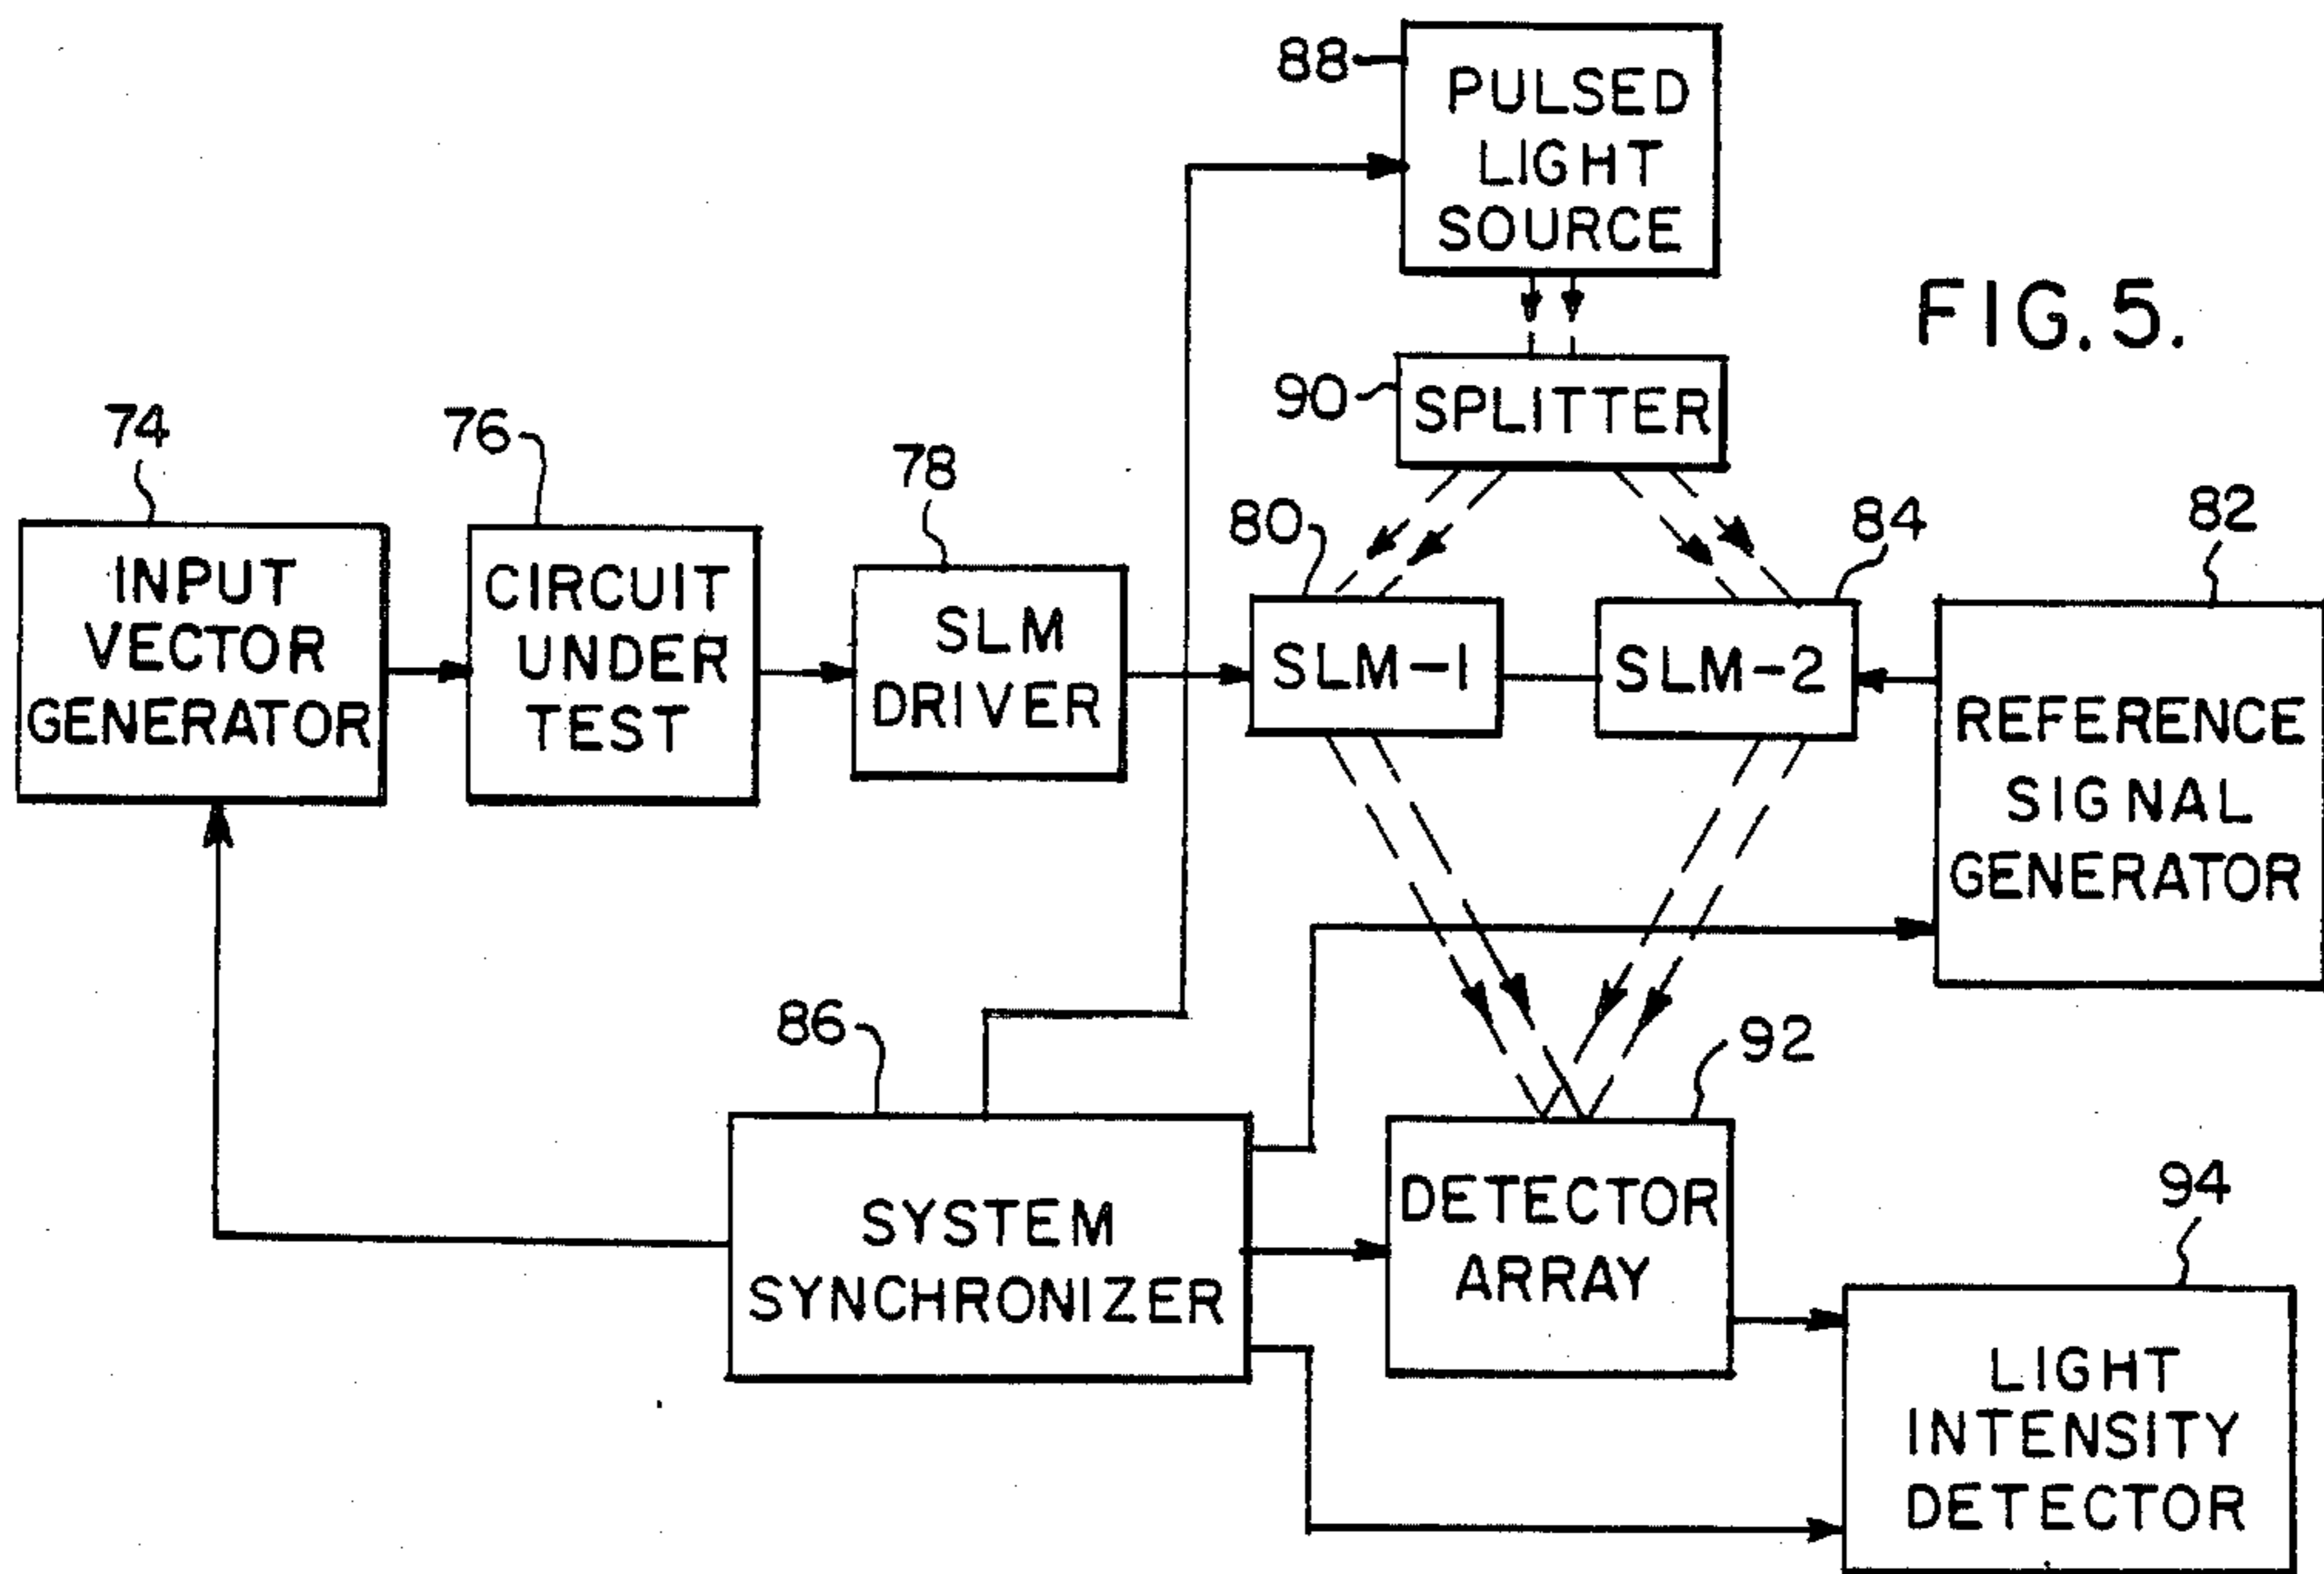 88
PULSED
LIGHT
SOURCE
FIG. 5.
90
SPLITTER
74
INPUT
VECTOR
GENERATOR
76
CIRCUIT
UNDER
TEST
78
SLM
DRIVER
80
SLM-1
84
SLM-2
82
REFERENCE
SIGNAL
GENERATOR
86
SYSTEM
SYNCHRONIZER
92
DETECTOR
ARRAY
94
LIGHT
INTENSITY
DETECTOR